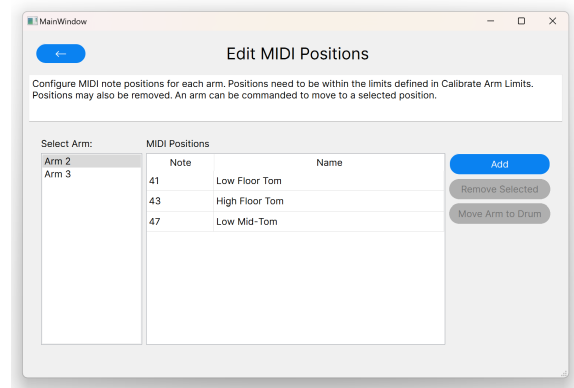 MainWindow
←
Edit MIDI Positions
Configure MIDI note positions for each arm. Positions need to be within the limits defined in Calibrate Arm Limits.
Positions may also be removed. An arm can be commanded to move to a selected position.
Select Arm:
Arm 2
Arm 3
MIDI Positions
Note Name
41 Low Floor Tom
43 High Floor Tom
47 Low Mid-Tom
Add
Remove Selected
Move Arm to Drum